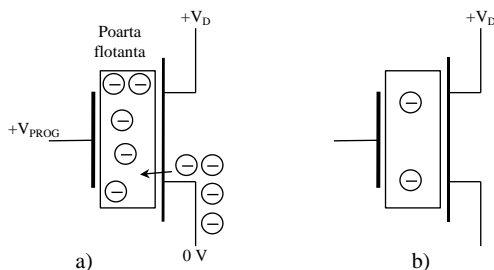 +V_D
Poarta
flotanta
+V_PROG
0 V
a)
+V_D
b)